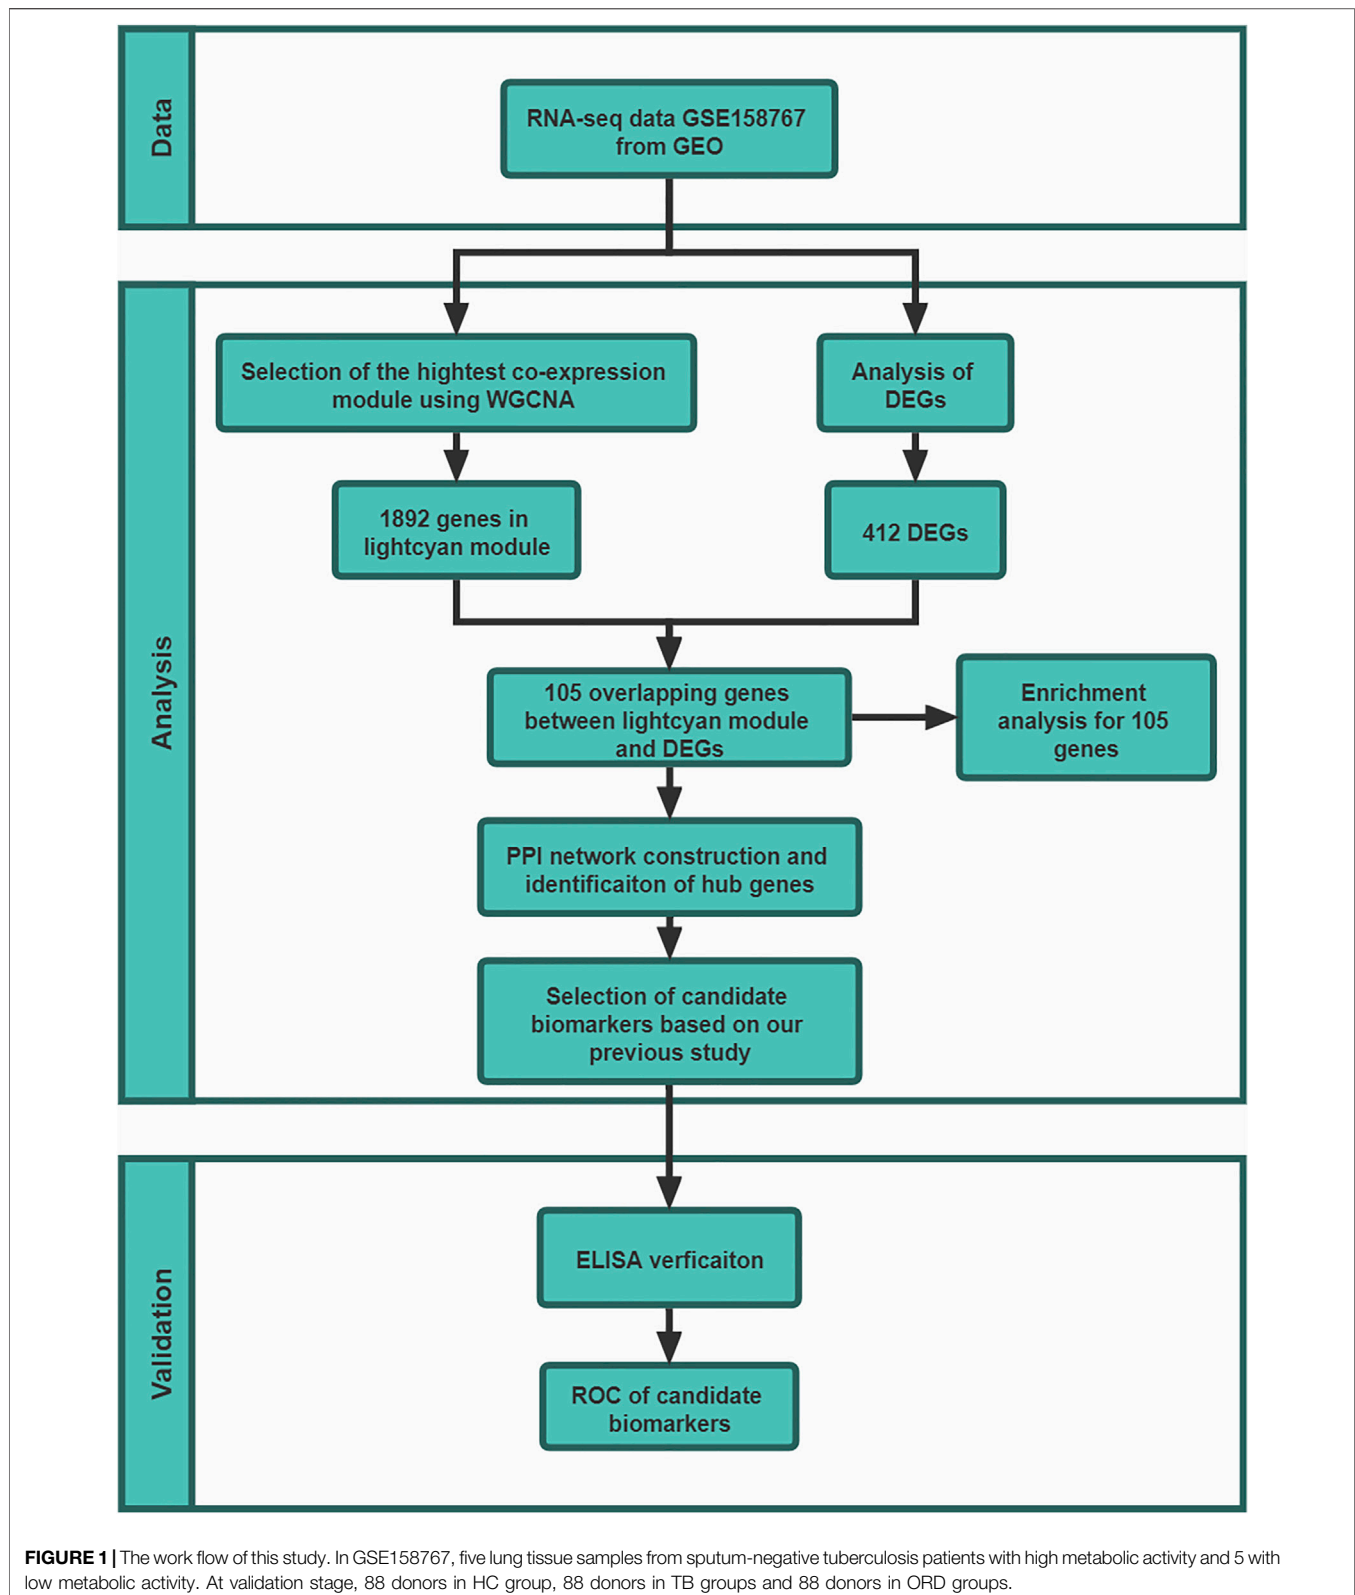 Data
RNA-seq data GSE158767
from GEO
Analysis
Selection of the hightest co-expression
module using WGCNA
Analysis of
DEGs
1892 genes in
lightcyan module
412 DEGs
105 overlapping genes
between lightcyan module
and DEGs
Enrichment
analysis for 105
genes
PPI network construction and
identificaiton of hub genes
Selection of candidate
biomarkers based on our
previous study
Validation
ELISA verficaiton
ROC of candidate
biomarkers
FIGURE 1 | The work flow of this study. In GSE158767, five lung tissue samples from sputum-negative tuberculosis patients with high metabolic activity and 5 with
low metabolic activity. At validation stage, 88 donors in HC group, 88 donors in TB groups and 88 donors in ORD groups.